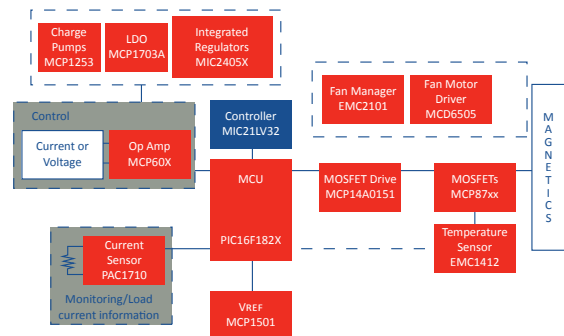 Charge
Pumps
MCP1253
LDO
MCP1703A
Integrated
Regulators
MIC2405X
Fan Manager
EMC2101
Fan Motor
Driver
MCD6505
Control
Current or
Voltage
Op Amp
MCP60X
Controller
MIC21LV32
MCU
PIC16F182X
MOSFET Drive
MCP14A0151
MOSFETs
MCP87xx
MAGNETICS
Current
Sensor
PAC1710
Monitoring/Load
current information
Temperature
Sensor
EMC1412
VREF
MCP1501